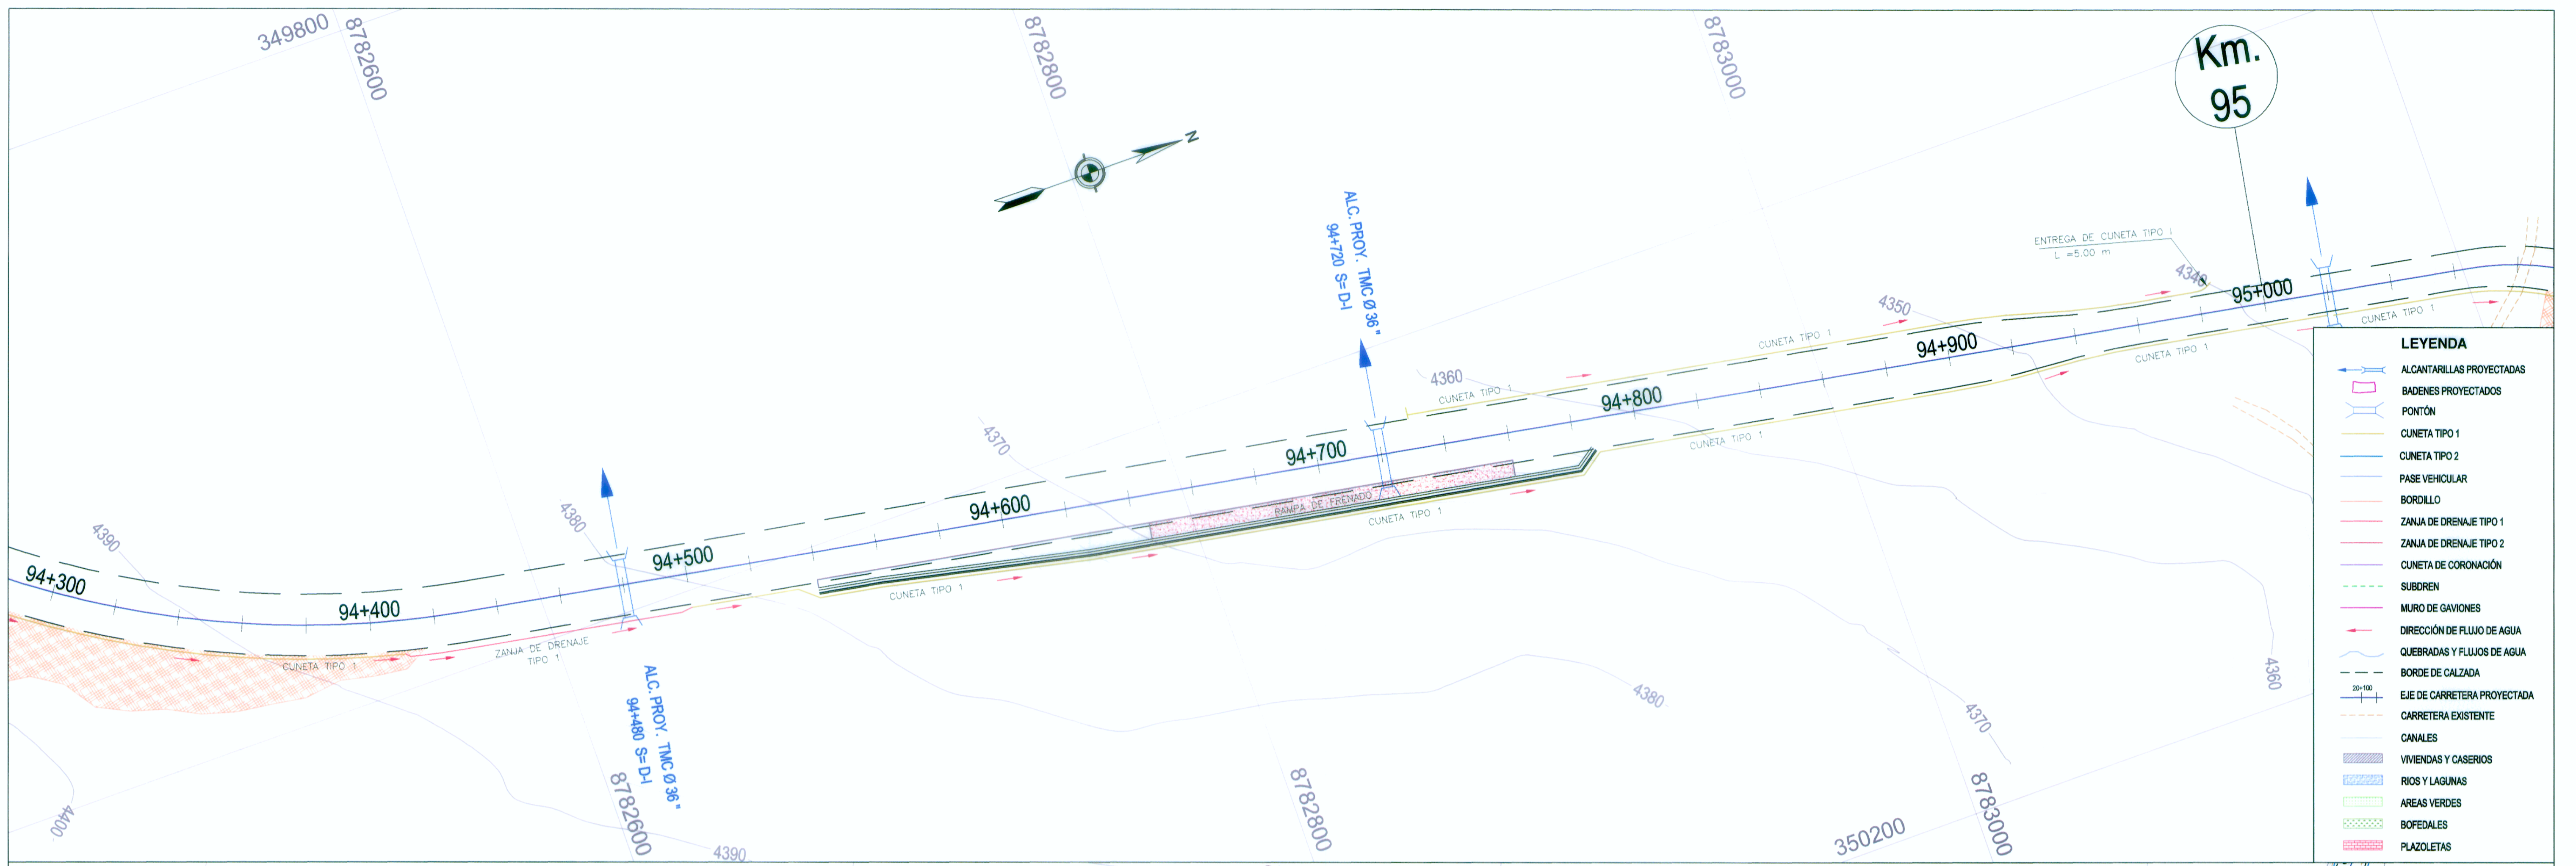 349800
8782600
8782800
8783000
Km.
95
N
ALC. PROY. TMC Ø 36"
94+720 S= D-I
ENTREGA DE CUNETA TIPO I
L =5.00 m
4340
95+000
4350
CUNETA TIPO 1
94+900
CUNETA TIPO 1
CUNETA TIPO 1
4360
CUNETA TIPO 1
94+800
CUNETA TIPO 1
4370
94+700
RAMPA DE FRENADO
CUNETA TIPO 1
94+600
CUNETA TIPO 1
4380
94+500
4390
94+300
94+400
CUNETA TIPO 1
ZANJA DE DRENAJE
TIPO 1
ALC. PROY. TMC Ø 36"
94+480 S= D-I
4380
4370
4360
4400
8782600
4390
8782800
350200
8783000
LEYENDA
ALCANTARILLAS PROYECTADAS
BADENES PROYECTADOS
PONTÓN
CUNETA TIPO 1
CUNETA TIPO 2
PASE VEHICULAR
BORDILLO
ZANJA DE DRENAJE TIPO 1
ZANJA DE DRENAJE TIPO 2
CUNETA DE CORONACIÓN
SUBDREN
MURO DE GAVIONES
DIRECCIÓN DE FLUJO DE AGUA
QUEBRADAS Y FLUJOS DE AGUA
BORDE DE CALZADA
20+100
EJE DE CARRETERA PROYECTADA
CARRETERA EXISTENTE
CANALES
VIVIENDAS Y CASERIOS
RIOS Y LAGUNAS
AREAS VERDES
BOFEDALES
PLAZOLETAS